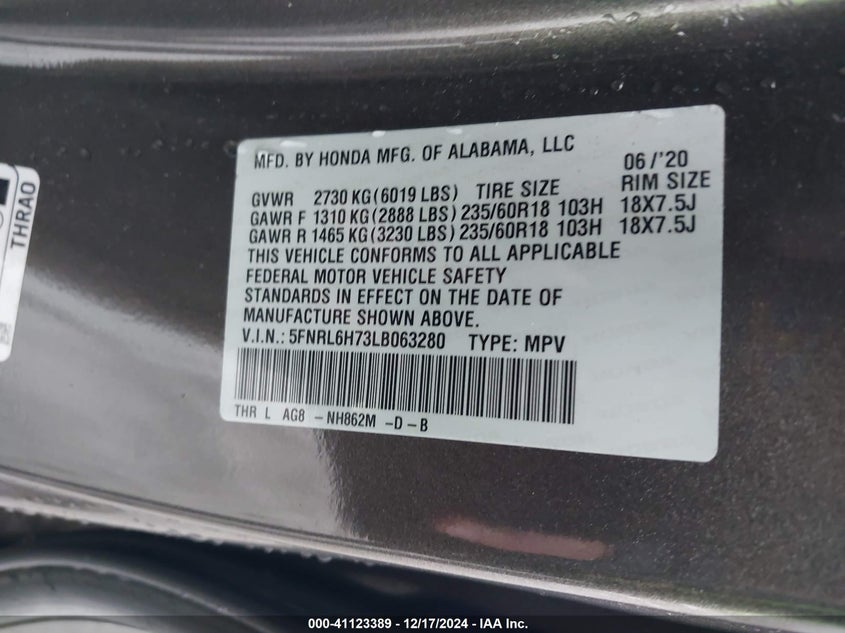 MFD. BY HONDA MFG. OF ALABAMA, LLC 06/'20
GVWR 2730 KG (6019 LBS) TIRE SIZE RIM SIZE
GAWR F 1310 KG (2888 LBS) 235/60R18 103H 18X7.5J
GAWR R 1465 KG (3230 LBS) 235/60R18 103H 18X7.5J
THIS VEHICLE CONFORMS TO ALL APPLICABLE
FEDERAL MOTOR VEHICLE SAFETY
STANDARDS IN EFFECT ON THE DATE OF
MANUFACTURE SHOWN ABOVE.
V.I.N.: 5FNRL6H73LB063280 TYPE: MPV
THR L AG8 -NH862M -D-B
THRA0
000-41123389 - 12/17/2024 - IAA Inc.